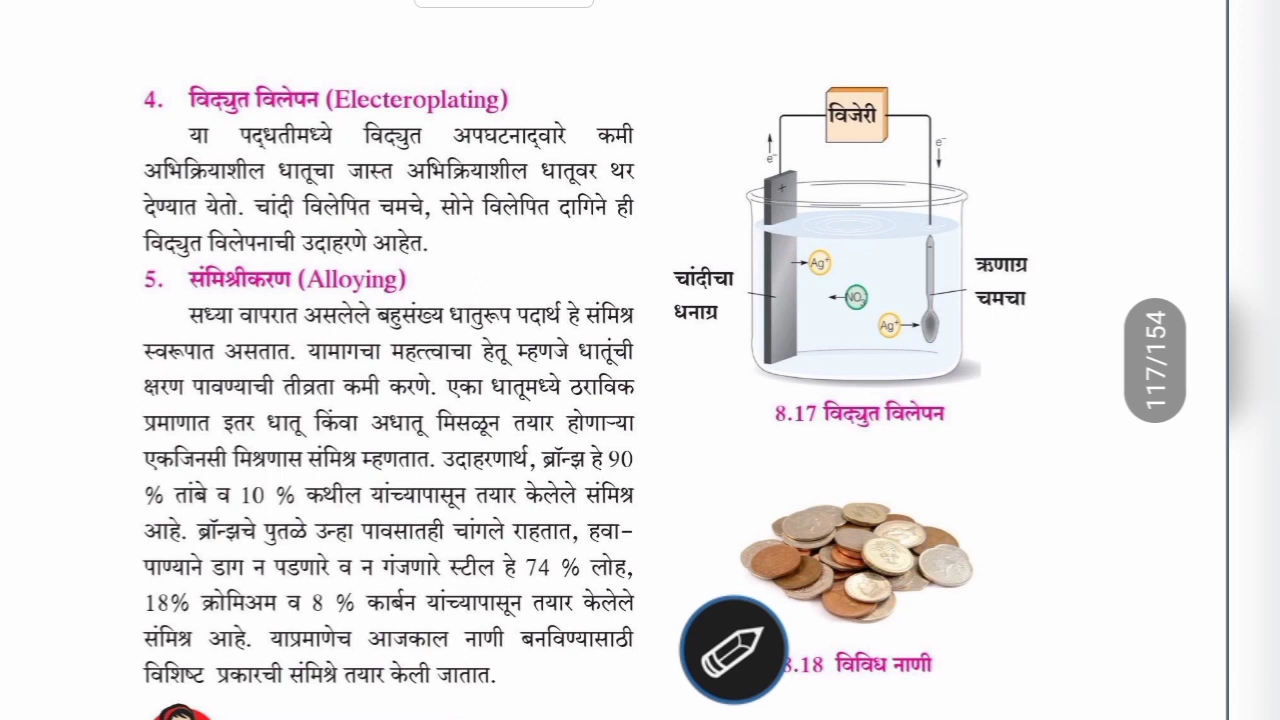 4. विद्युत विलेपन (Electeroplating)
या पद्धतीमध्ये विद्युत अपघटनाद्वारे कमी
अभिक्रियाशील धातूचा जास्त अभिक्रियाशील धातूवर थर
देण्यात येतो. चांदी विलेपित चमचे, सोने विलेपित दागिने ही
विद्युत विलेपनाची उदाहरणे आहेत.
5. संमिश्रीकरण (Alloying)
सध्या वापरात असलेले बहुसंख्य धातुरूप पदार्थ हे संमिश्र
स्वरूपात असतात. यामागचा महत्त्वाचा हेतू म्हणजे धातूंची
क्षरण पावण्याची तीव्रता कमी करणे. एका धातूमध्ये ठराविक
प्रमाणात इतर धातू किंवा अधातू मिसळून तयार होणाऱ्या
एकजिनसी मिश्रणास संमिश्र म्हणतात. उदाहरणार्थ, ब्रॉन्झ हे 90
% तांबे व 10 % कथील यांच्यापासून तयार केलेले संमिश्र
आहे. ब्रॉन्झचे पुतळे उन्हा पावसातही चांगले राहतात, हवा-
पाण्याने डाग न पडणारे व न गंजणारे स्टील हे 74 % लोह,
18% क्रोमिअम व 8 % कार्बन यांच्यापासून तयार केलेले
संमिश्र आहे. याप्रमाणेच आजकाल नाणी बनविण्यासाठी
विशिष्ट प्रकारची संमिश्रे तयार केली जातात.
विजेरी
e⁻
e⁻
+
-
Ag⁺
NO₃⁻
Ag⁺
चांदीचा
धनाग्र
ऋणाग्र
चमचा
8.17 विद्युत विलेपन
8.18 विविध नाणी
117/154